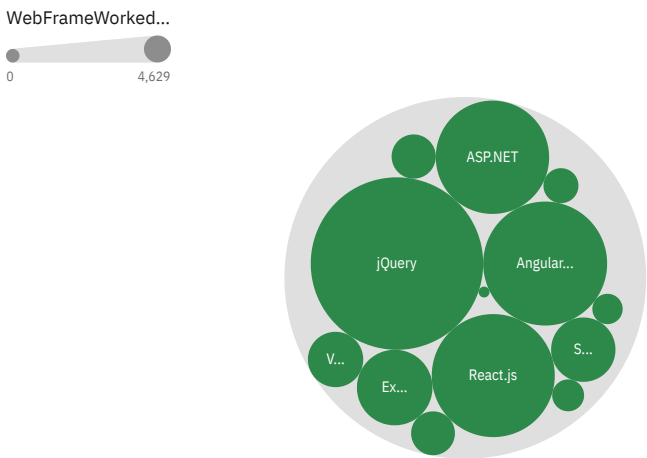 WebFrameWorked...
0 4,629
ASP.NET
jQuery
Angular...
V...
Ex...
React.js
S...